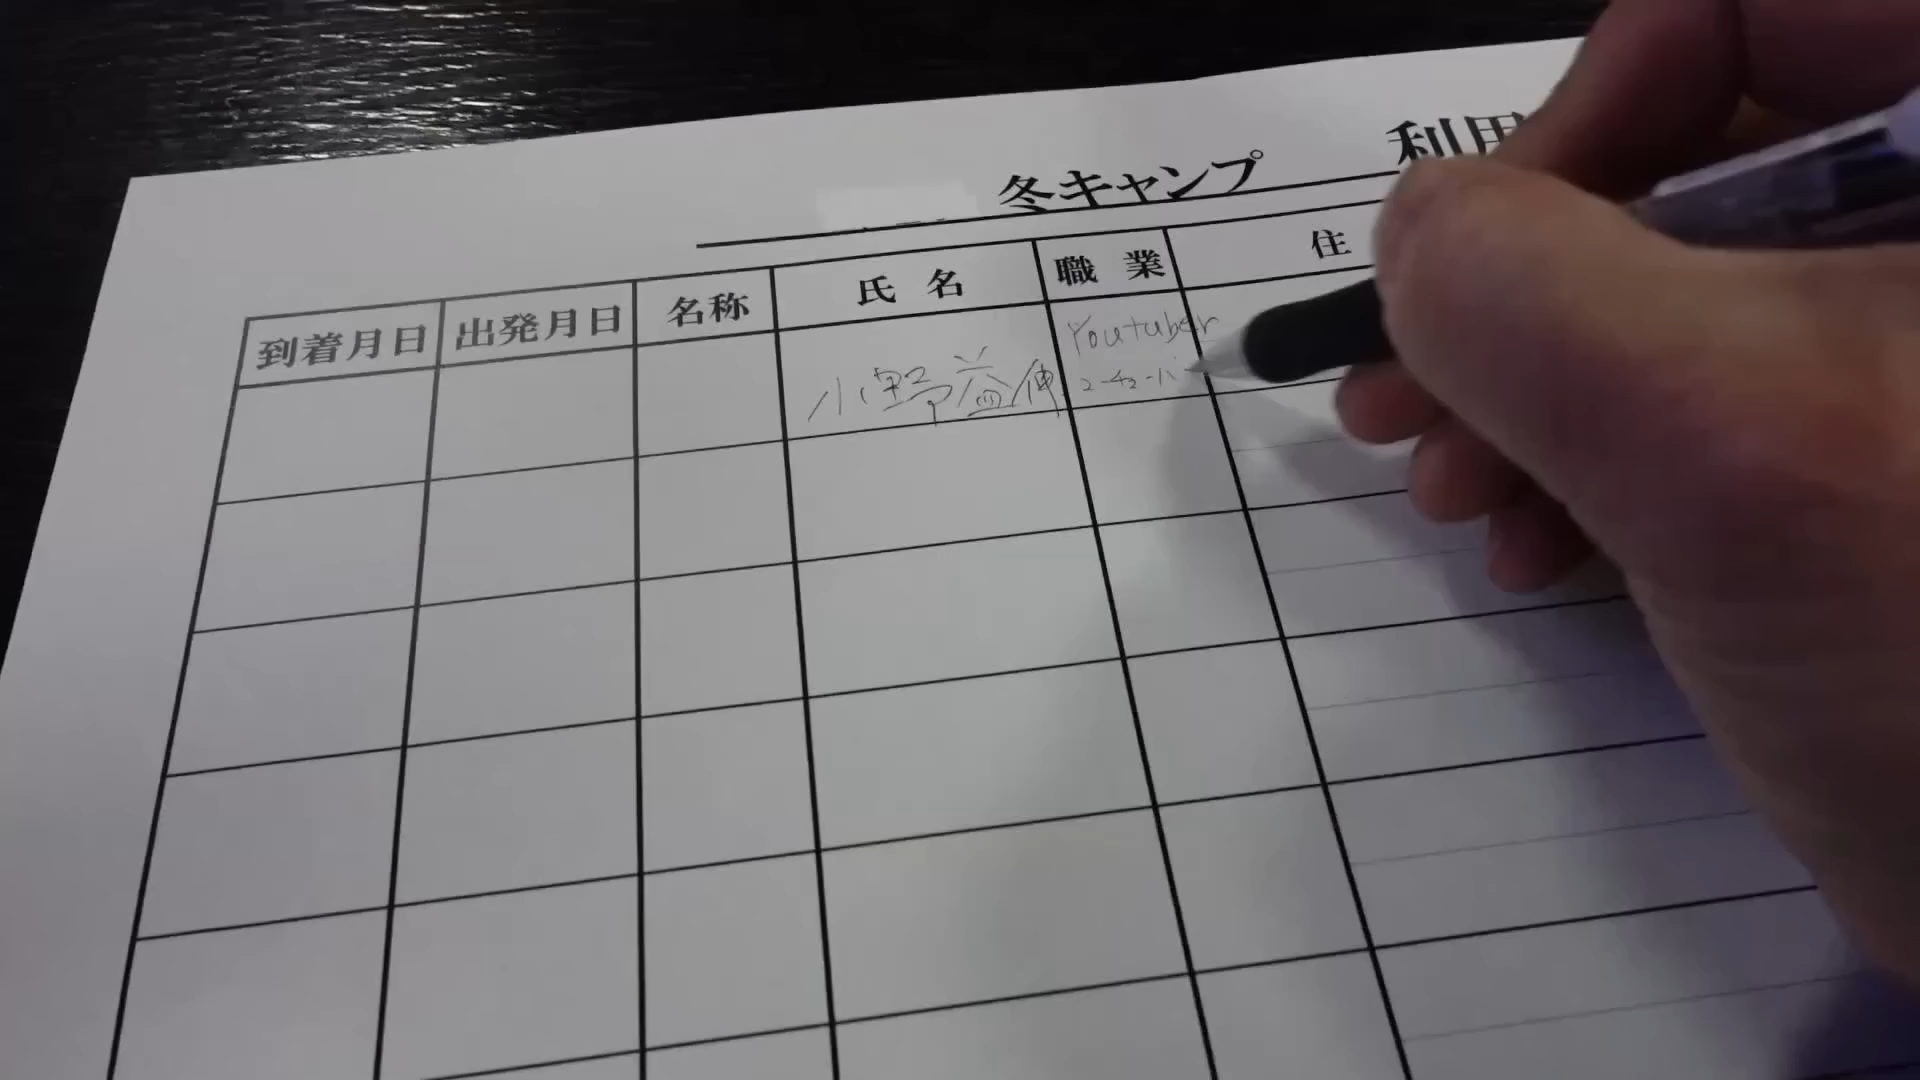 冬キャンプ 利用
到着月日 出発月日 名称 氏名 職業 住
小野益伸 Youtuber